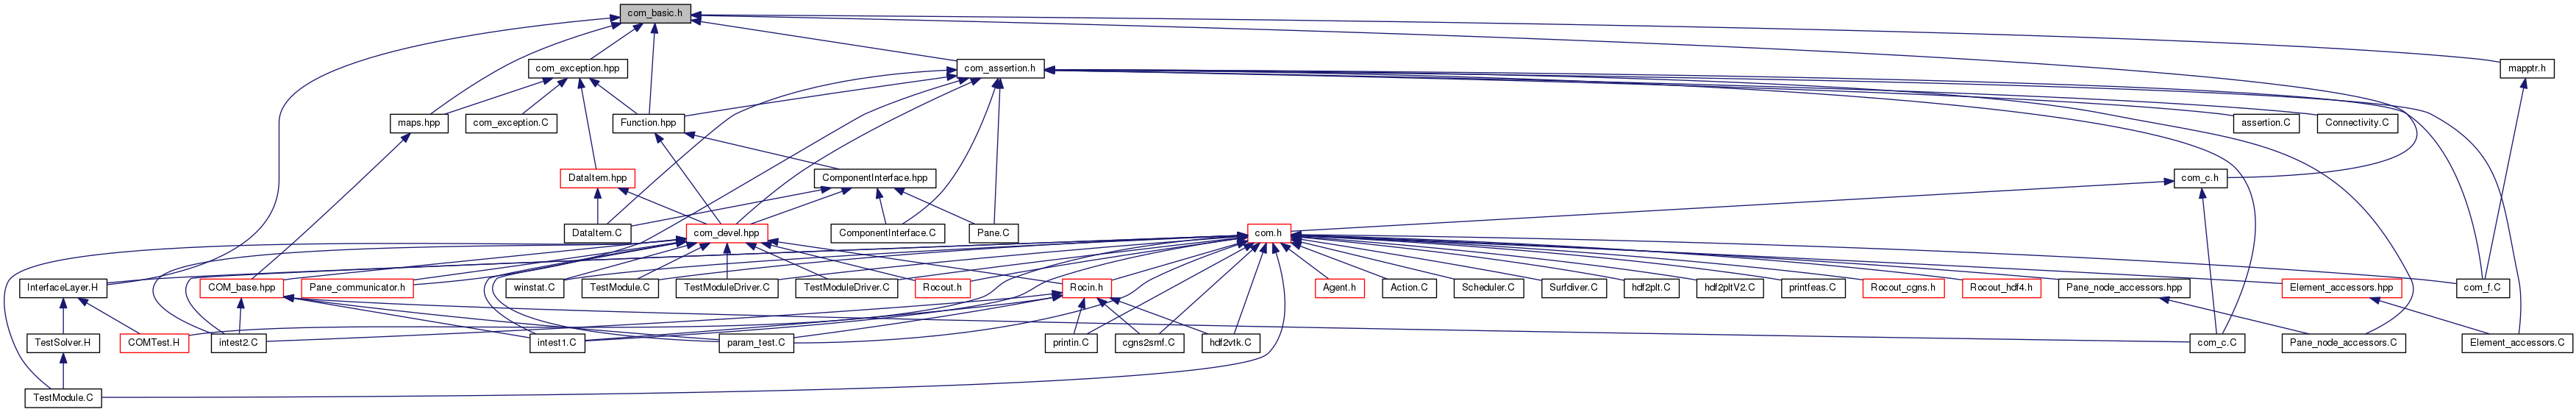 com_basic.h
com_exception.hpp
com_assertion.h
mapptr.h
maps.hpp
com_exception.C
Function.hpp
assertion.C
Connectivity.C
DataItem.hpp
ComponentInterface.hpp
com_c.h
DataItem.C
com_devel.hpp
ComponentInterface.C
Pane.C
com.h
InterfaceLayer.H
COM_base.hpp
Pane_communicator.h
winstat.C
TestModule.C
TestModuleDriver.C
TestModuleDriver.C
Rocout.h
Rocin.h
Agent.h
Action.C
Scheduler.C
Surfdiver.C
hdf2plt.C
hdf2pltV2.C
printfeas.C
Rocout_cgns.h
Rocout_hdf4.h
Pane_node_accessors.hpp
Element_accessors.hpp
com_f.C
TestSolver.H
COMTest.H
intest2.C
intest1.C
param_test.C
printin.C
cgns2smf.C
hdf2vtk.C
com_c.C
Pane_node_accessors.C
Element_accessors.C
TestModule.C